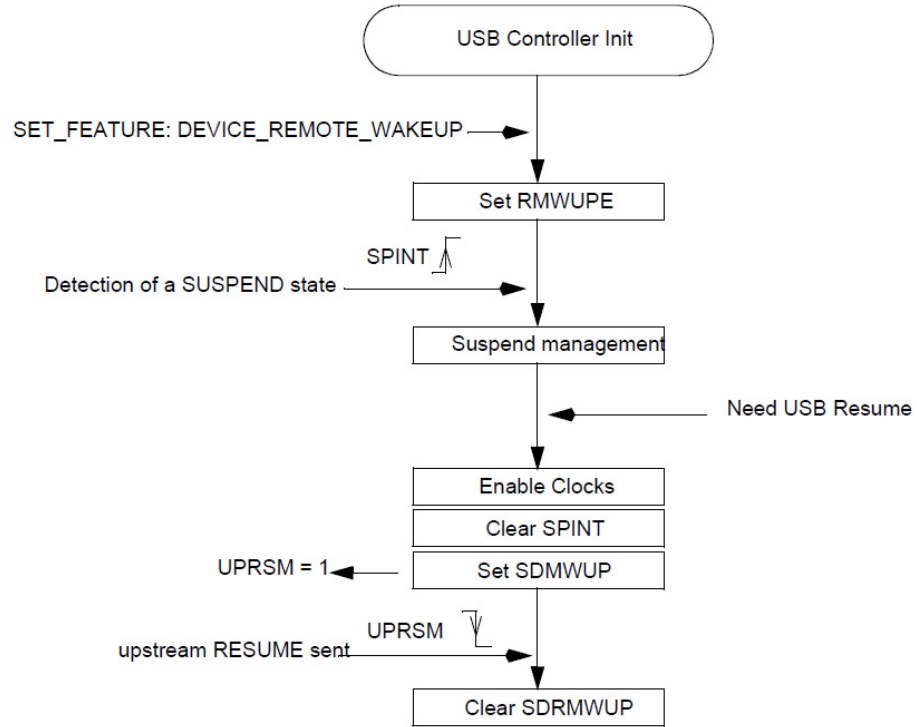 USB Controller Init
SET_FEATURE: DEVICE_REMOTE_WAKEUP
Set RMWUPE
SPINT
Detection of a SUSPEND state
Suspend management
Need USB Resume
Enable Clocks
Clear SPINT
UPRSM = 1
Set SDMWUP
UPRSM
upstream RESUME sent
Clear SDRMWUP